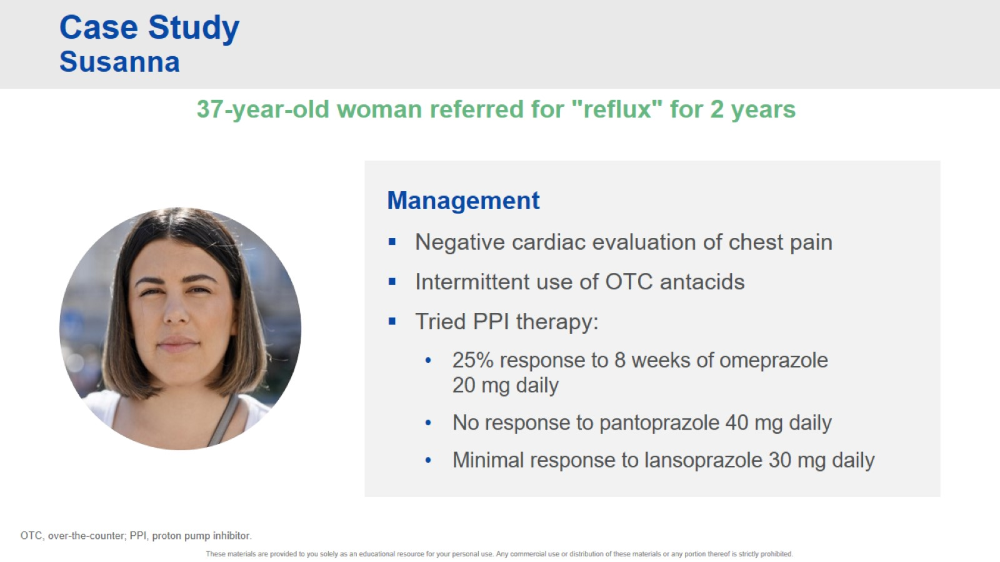 Case Study
Susanna
37-year-old woman referred for "reflux" for 2 years
Management
▪ Negative cardiac evaluation of chest pain
▪ Intermittent use of OTC antacids
▪ Tried PPI therapy:
• 25% response to 8 weeks of omeprazole
20 mg daily
• No response to pantoprazole 40 mg daily
• Minimal response to lansoprazole 30 mg daily
OTC, over-the-counter; PPI, proton pump inhibitor.
These materials are provided to you solely as an educational resource for your personal use. Any commercial use or distribution of these materials or any portion thereof is strictly prohibited.